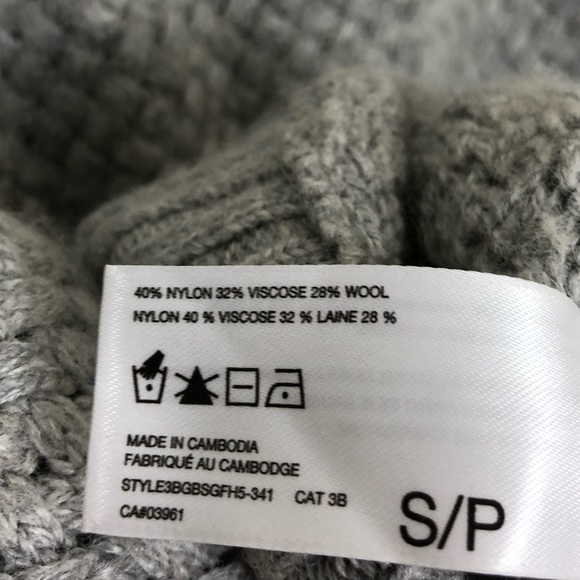 40% NYLON 32% VISCOSE 28% WOOL
NYLON 40 % VISCOSE 32 % LAINE 28 %
MADE IN CAMBODIA
FABRIQUÉ AU CAMBODGE
STYLE3BGBSGFH5-341 CAT 3B
CA#03961
S/P